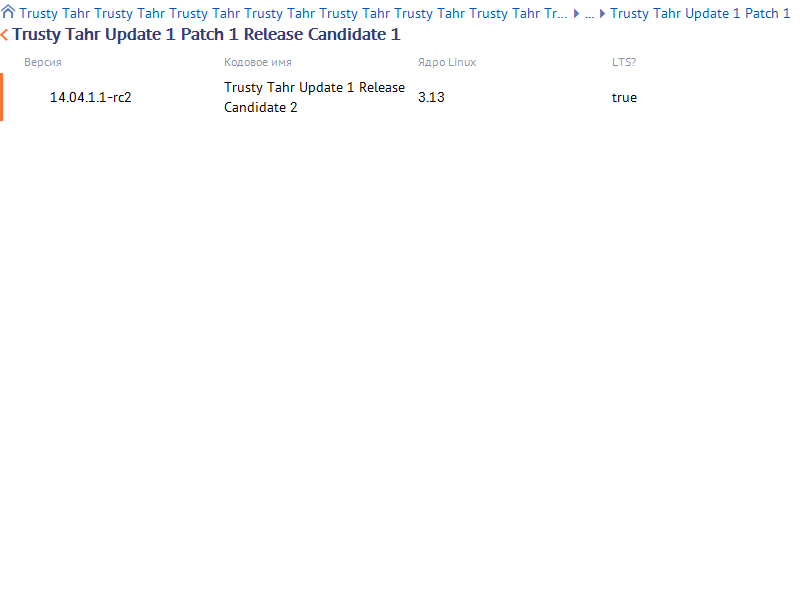 Trusty Tahr Trusty Tahr Trusty Tahr Trusty Tahr Trusty Tahr Trusty Tahr Trusty Tahr Tr... ... Trusty Tahr Update 1 Patch 1
Trusty Tahr Update 1 Patch 1 Release Candidate 1
Версия Кодовое имя Ядро Linux LTS?
14.04.1.1-rc2 Trusty Tahr Update 1 Release 3.13 true
Candidate 2